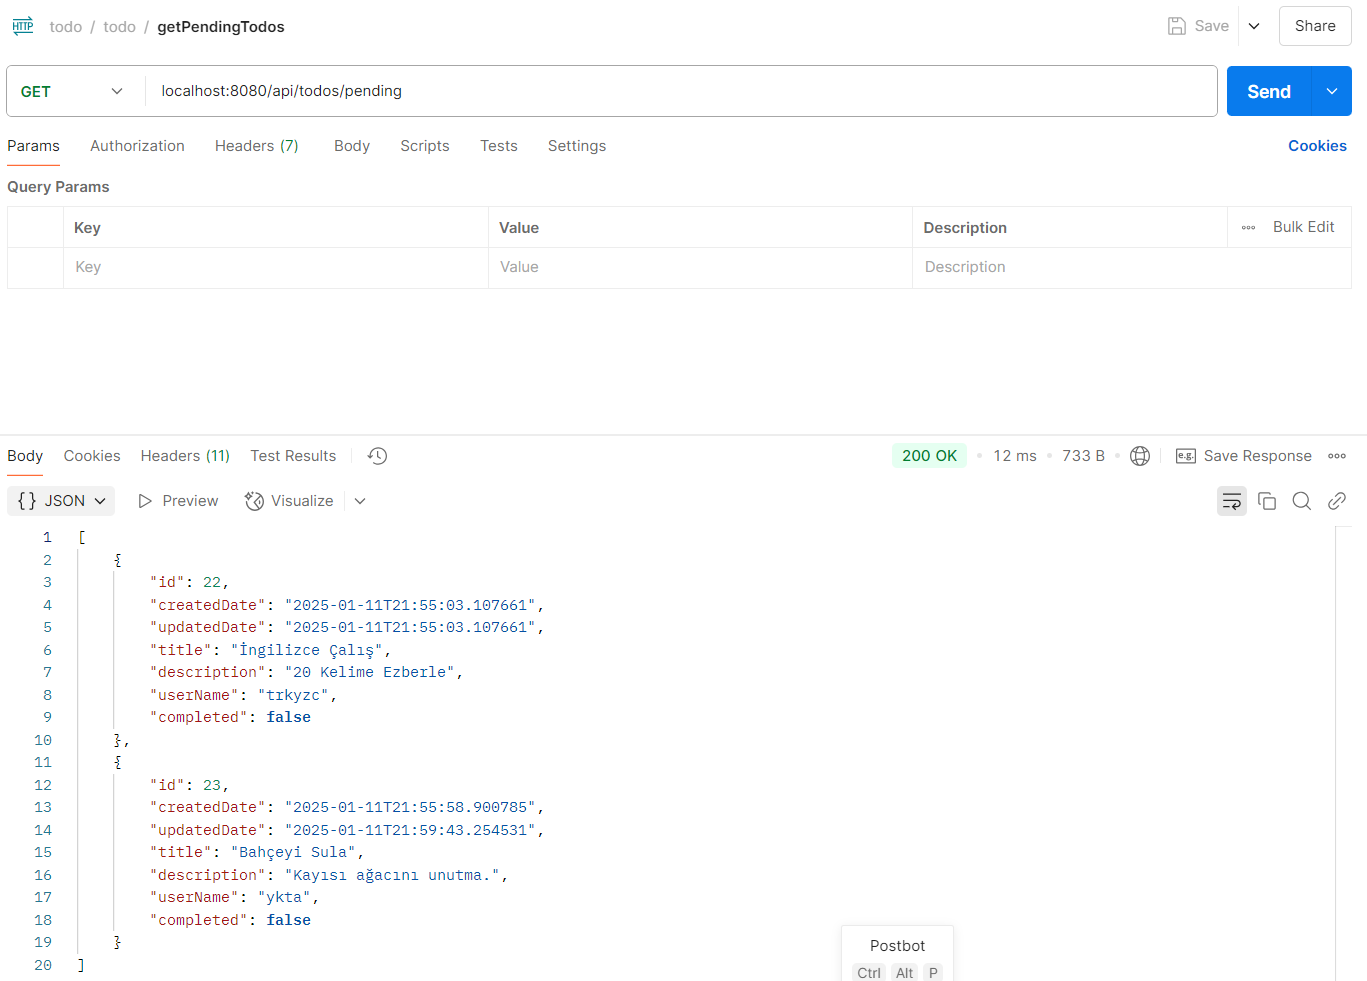 HTTP todo / todo / getPendingTodos Save Share
GET localhost:8080/api/todos/pending Send
Params Authorization Headers (7) Body Scripts Tests Settings Cookies
Query Params
Key Value Description Bulk Edit
Key Value Description
Body Cookies Headers (11) Test Results 200 OK 12 ms 733 B e.g. Save Response
{} JSON Preview Visualize
1 [
2 {
3 "id": 22,
4 "createdDate": "2025-01-11T21:55:03.107661",
5 "updatedDate": "2025-01-11T21:55:03.107661",
6 "title": "İngilizce Çalış",
7 "description": "20 Kelime Ezberle",
8 "userName": "trkyzc",
9 "completed": false
10 },
11 {
12 "id": 23,
13 "createdDate": "2025-01-11T21:55:58.900785",
14 "updatedDate": "2025-01-11T21:59:43.254531",
15 "title": "Bahçeyi Sula",
16 "description": "Kayısı ağacını unutma.",
17 "userName": "ykta",
18 "completed": false
19 }
20 ]
Postbot
Ctrl Alt P